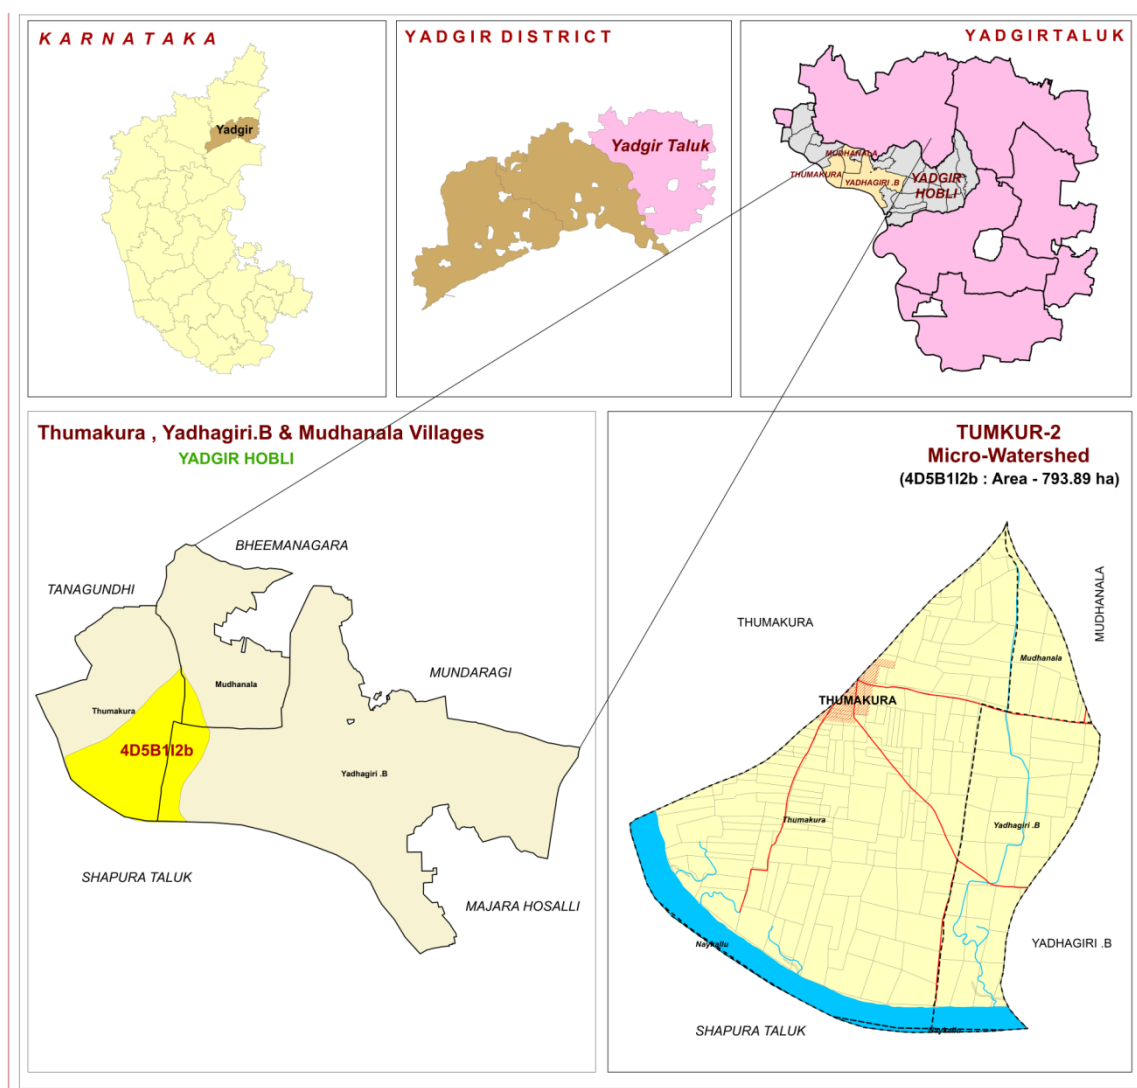 KARNATAKA
Yadgir
YADGIR DISTRICT
Yadgir Taluk
YADGIRTALUK
MUDHANALA
THUMAKURA
YADHAGIRI .B
YADGIR
HOBLI
Thumakura , Yadhagiri.B & Mudhanala Villages
YADGIR HOBLI
BHEEMANAGARA
TANAGUNDHI
MUNDARAGI
Mudhanala
Thumakura
4D5B1I2b
Yadhagiri .B
SHAPURA TALUK
MAJARA HOSALLI
TUMKUR-2
Micro-Watershed
(4D5B1I2b : Area - 793.89 ha)
MUDHANALA
THUMAKURA
Mudhanala
THUMAKURA
Thumakura
Yadhagiri .B
Naykallu
YADHAGIRI .B
SHAPURA TALUK
Naykallu